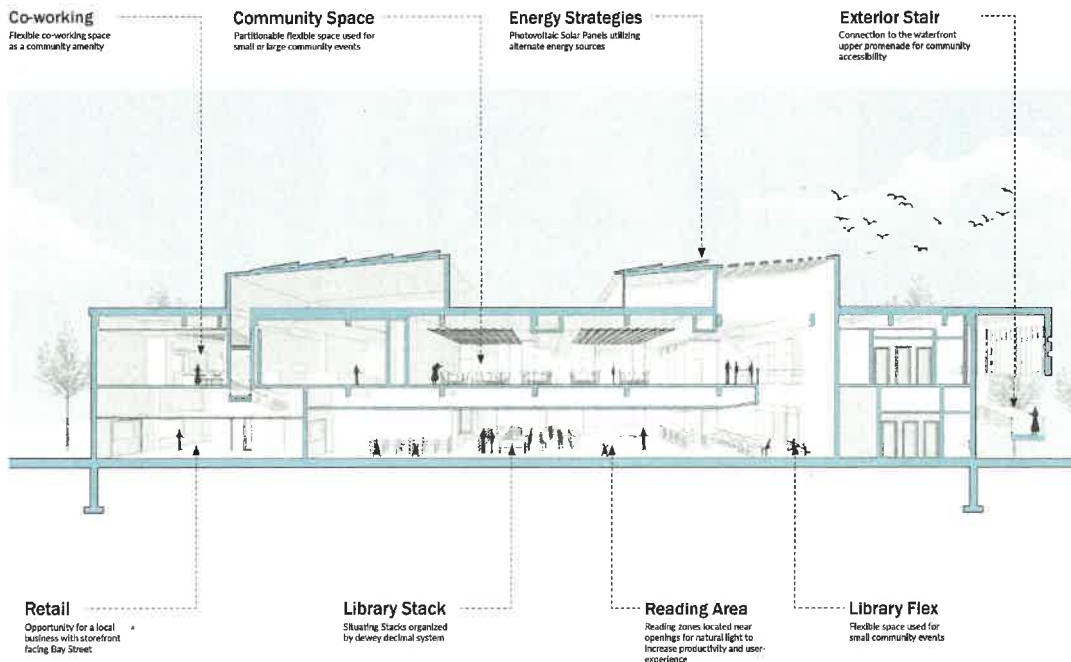 Co-working
Flexible co-working space
as a community amenity
Community Space
Partitionable flexible space used for
small or large community events
Energy Strategies
Photovoltaic Solar Panels utilizing
alternate energy sources
Exterior Stair
Connection to the waterfront
upper promenade for community
accessibility
Retail
Opportunity for a local
business with storefront
facing Bay Street
Library Stack
Situating Stacks organized
by dewey decimal system
Reading Area
Reading zones located near
openings for natural light to
increase productivity and user-
experience
Library Flex
Flexible space used for
small community events